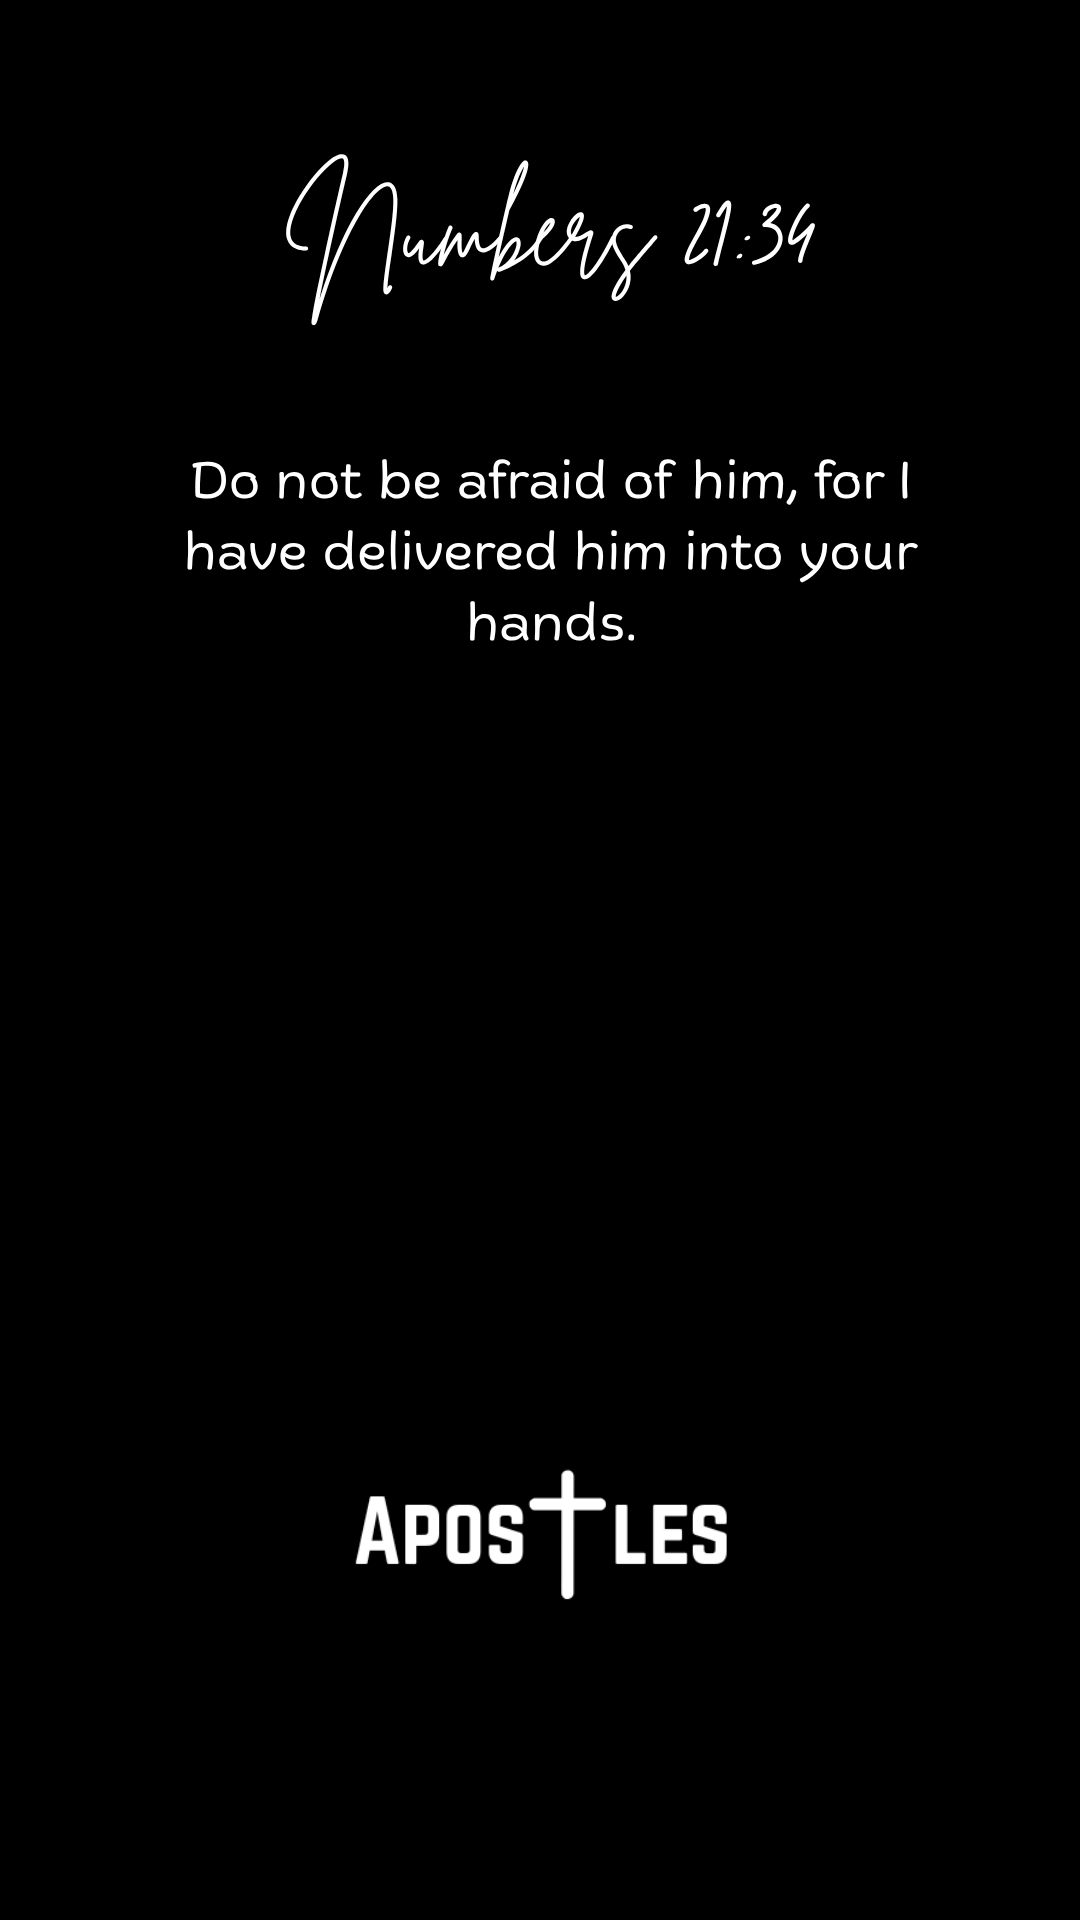 Numbers 21:34
Do not be afraid of him, for I
have delivered him into your
hands.
Apostles